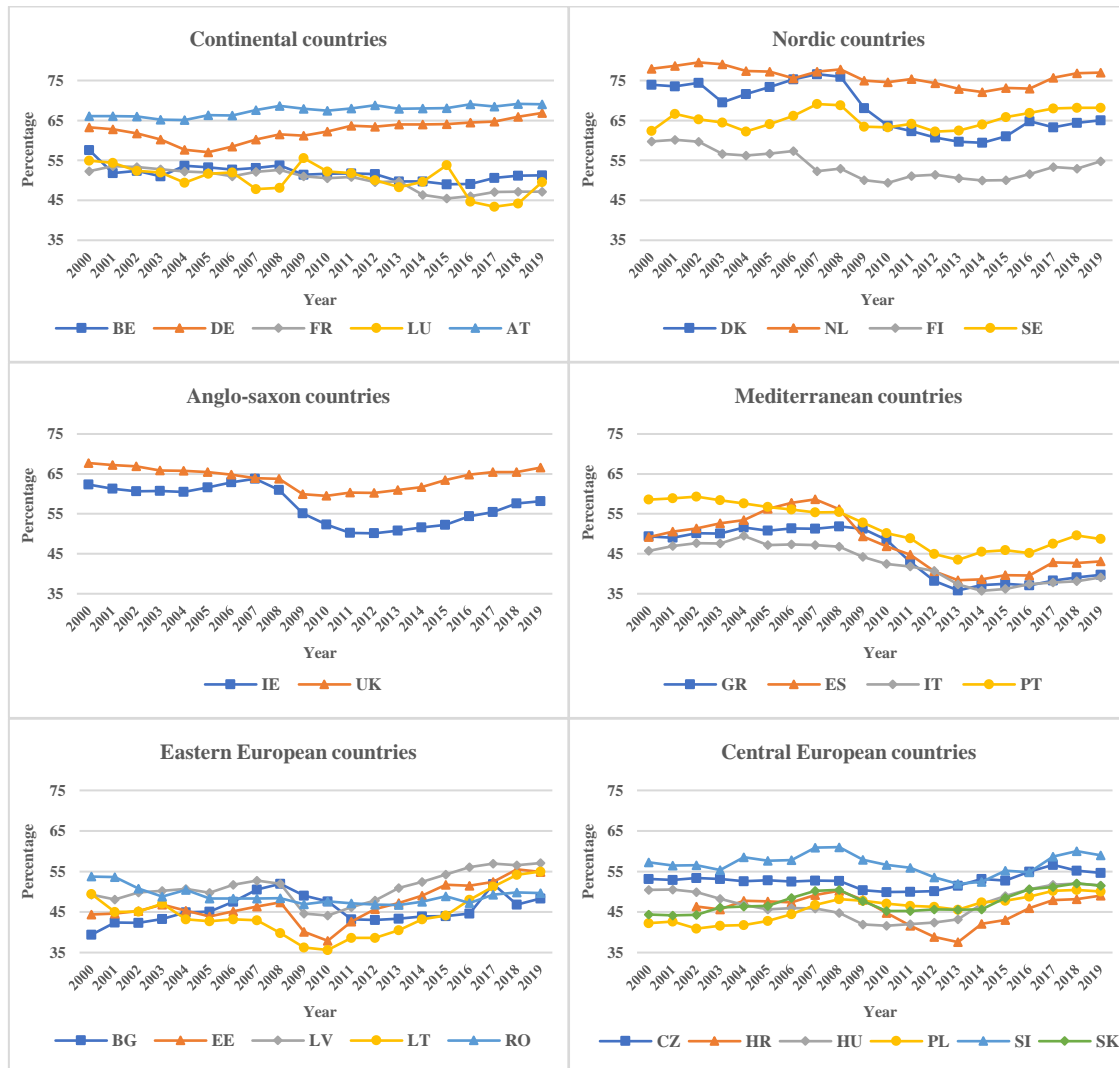 Continental countries
Percentage
75
65
55
45
35
2000 2001 2002 2003 2004 2005 2006 2007 2008 2009 2010 2011 2012 2013 2014 2015 2016 2017 2018 2019
Year
BE DE FR LU AT
Nordic countries
Percentage
75
65
55
45
35
2000 2001 2002 2003 2004 2005 2006 2007 2008 2009 2010 2011 2012 2013 2014 2015 2016 2017 2018 2019
Year
DK NL FI SE
Anglo-saxon countries
Percentage
75
65
55
45
35
2000 2001 2002 2003 2004 2005 2006 2007 2008 2009 2010 2011 2012 2013 2014 2015 2016 2017 2018 2019
Year
IE UK
Mediterranean countries
Percentage
75
65
55
45
35
2000 2001 2002 2003 2004 2005 2006 2007 2008 2009 2010 2011 2012 2013 2014 2015 2016 2017 2018 2019
Year
GR ES IT PT
Eastern European countries
Percentage
75
65
55
45
35
2000 2001 2002 2003 2004 2005 2006 2007 2008 2009 2010 2011 2012 2013 2014 2015 2016 2017 2018 2019
Year
BG EE LV LT RO
Central European countries
Percentage
75
65
55
45
35
2000 2001 2002 2003 2004 2005 2006 2007 2008 2009 2010 2011 2012 2013 2014 2015 2016 2017 2018 2019
Year
CZ HR HU PL SI SK